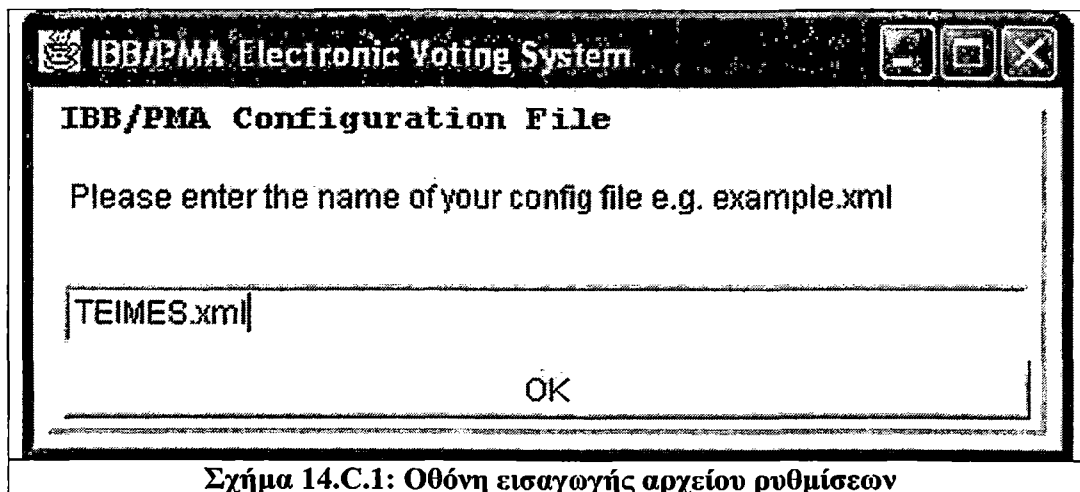 IBB/PMA Electronic Voting System
IBB/PMA Configuration File
Please enter the name of your config file e.g. example.xml
TEIMES.xml
OK
Σχήμα 14.C.1: Οθόνη εισαγωγής αρχείου ρυθμίσεων